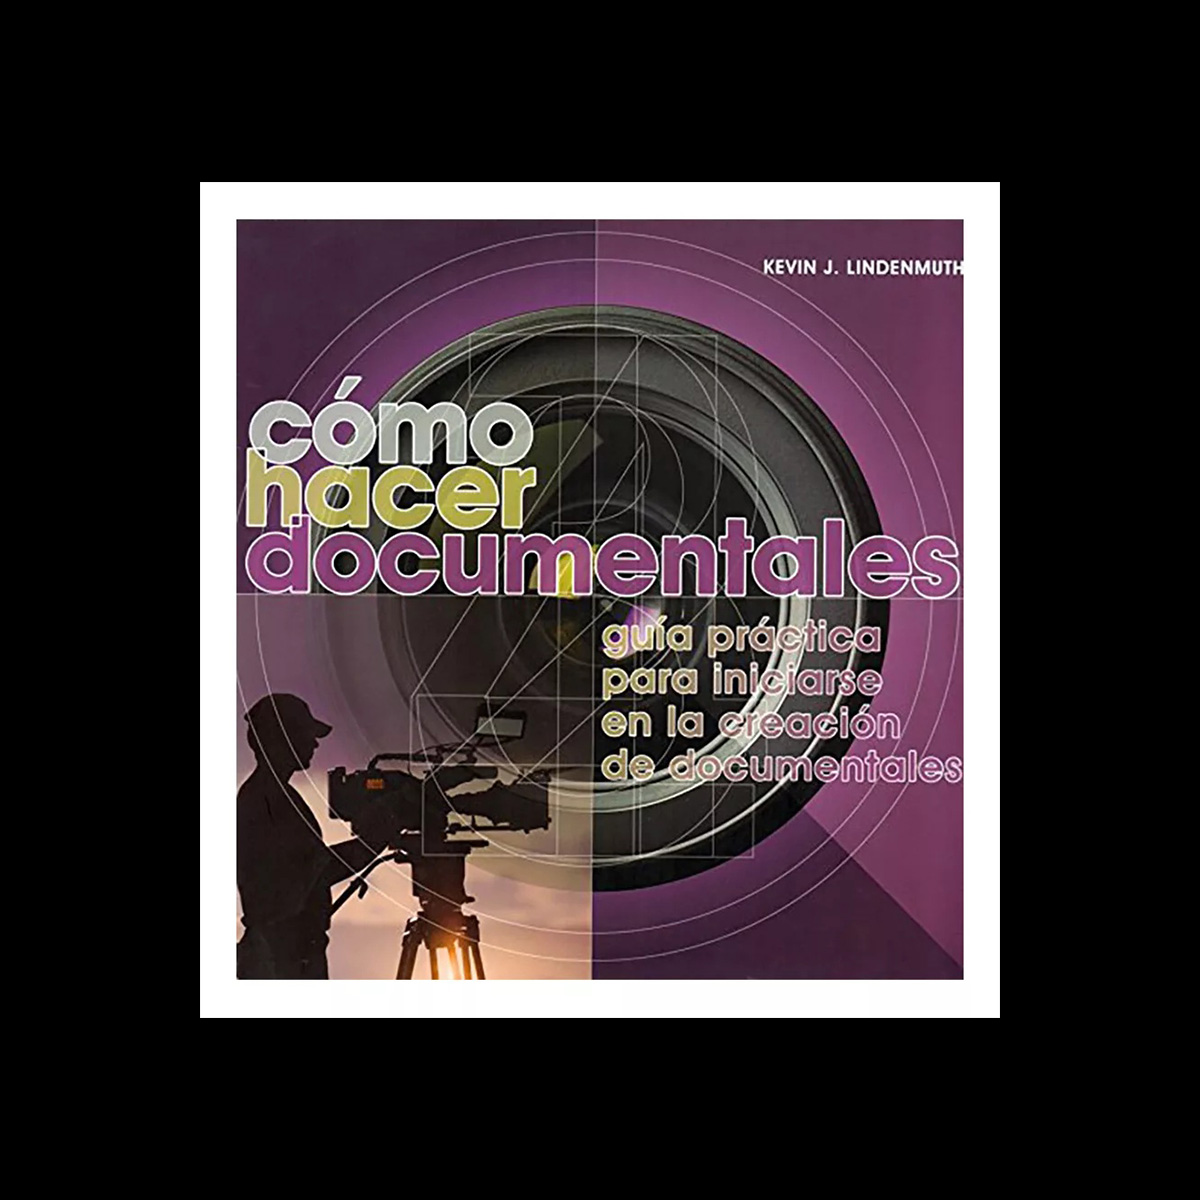 KEVIN J. LINDENMUTH
cómo
hacer
documentales
guía práctica
para iniciarse
en la creación
de documentales